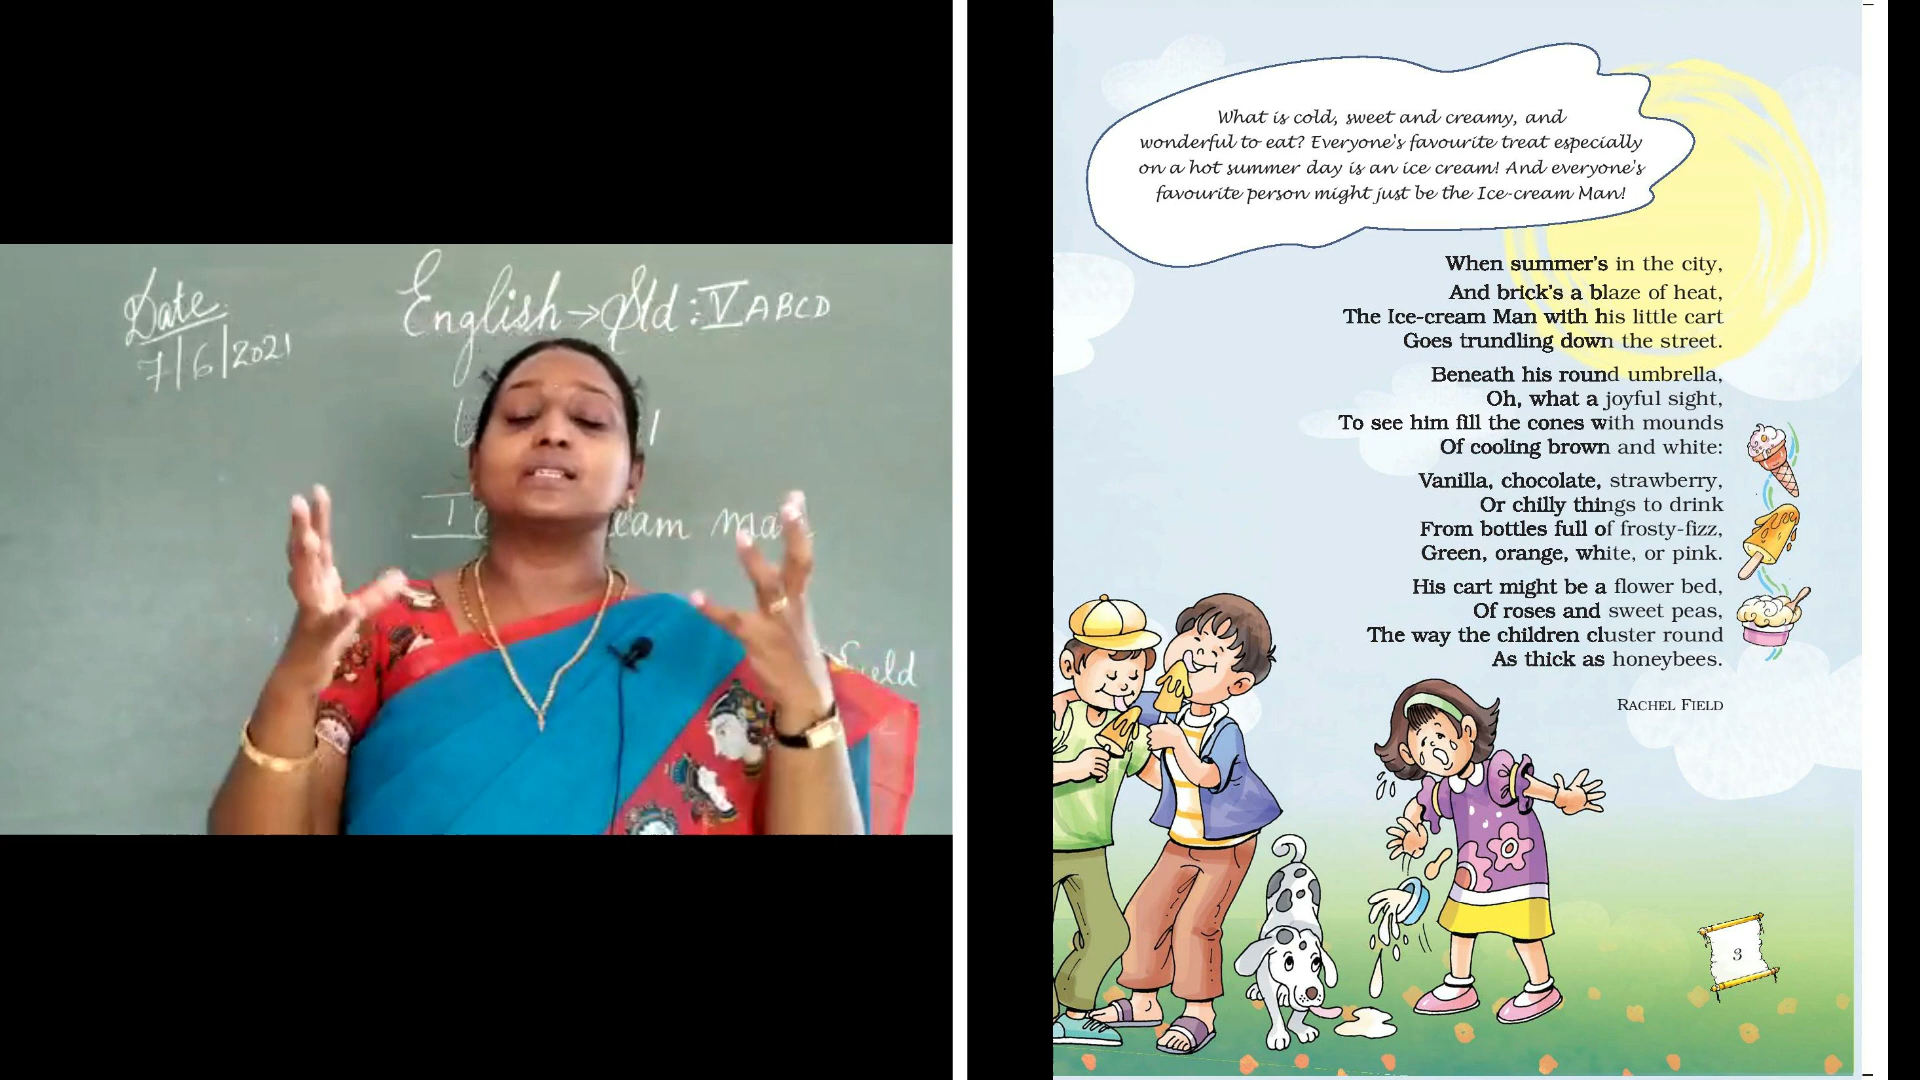 Date
7/6/2021
English → Std : V ABCD
man
Field
What is cold, sweet and creamy, and
wonderful to eat? Everyone's favourite treat especially
on a hot summer day is an ice cream! And everyone's
favourite person might just be the Ice-cream Man!
When summer's in the city,
And brick's a blaze of heat,
The Ice-cream Man with his little cart
Goes trundling down the street.
Beneath his round umbrella,
Oh, what a joyful sight,
To see him fill the cones with mounds
Of cooling brown and white:
Vanilla, chocolate, strawberry,
Or chilly things to drink
From bottles full of frosty-fizz,
Green, orange, white, or pink.
His cart might be a flower bed,
Of roses and sweet peas,
The way the children cluster round
As thick as honeybees.
RACHEL FIELD
3